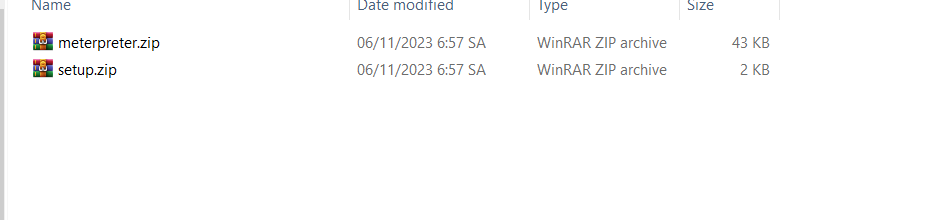 Name Date modified Type Size
meterpreter.zip 06/11/2023 6:57 SA WinRAR ZIP archive 43 KB
setup.zip 06/11/2023 6:57 SA WinRAR ZIP archive 2 KB